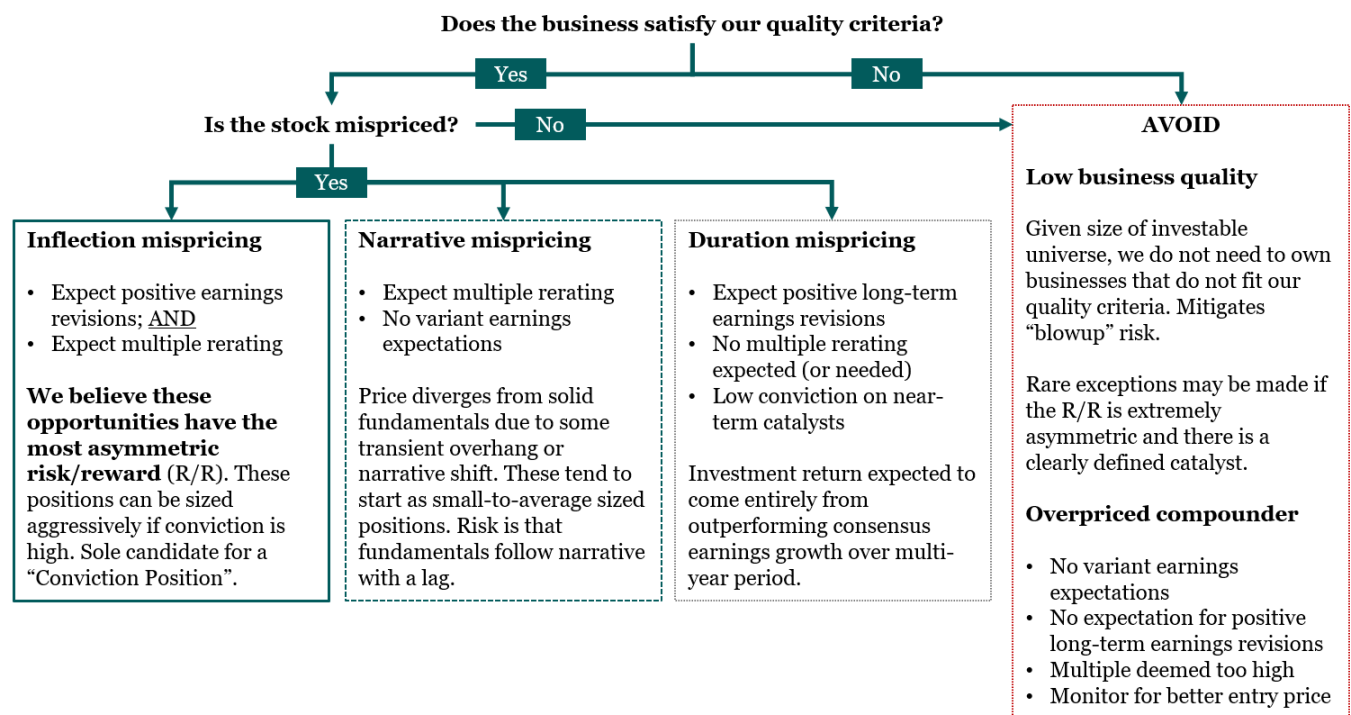 Does the business satisfy our quality criteria?
Yes
No
Is the stock mispriced?
No
Yes
Inflection mispricing
• Expect positive earnings
revisions; AND
• Expect multiple rerating
We believe these
opportunities have the
most asymmetric
risk/reward (R/R). These
positions can be sized
aggressively if conviction is
high. Sole candidate for a
“Conviction Position”.
Narrative mispricing
• Expect multiple rerating
• No variant earnings
expectations
Price diverges from solid
fundamentals due to some
transient overhang or
narrative shift. These tend to
start as small-to-average sized
positions. Risk is that
fundamentals follow narrative
with a lag.
Duration mispricing
• Expect positive long-term
earnings revisions
• No multiple rerating
expected (or needed)
• Low conviction on near-
term catalysts
Investment return expected to
come entirely from
outperforming consensus
earnings growth over multi-
year period.
AVOID
Low business quality
Given size of investable
universe, we do not need to own
businesses that do not fit our
quality criteria. Mitigates
“blowup” risk.
Rare exceptions may be made if
the R/R is extremely
asymmetric and there is a
clearly defined catalyst.
Overpriced compounder
• No variant earnings
expectations
• No expectation for positive
long-term earnings revisions
• Multiple deemed too high
• Monitor for better entry price